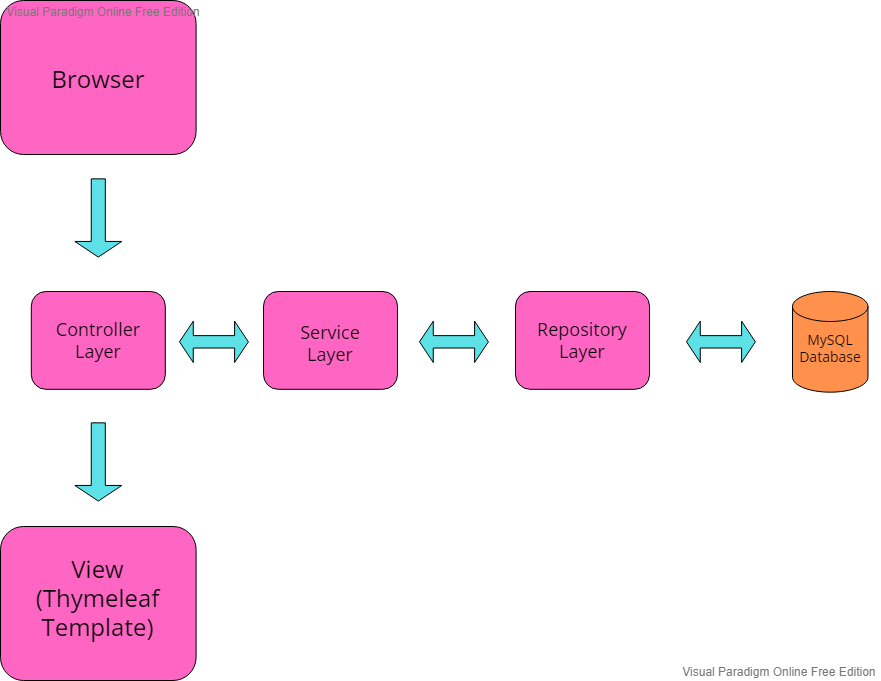 Visual Paradigm Online Free Edition
Browser
Controller
Layer
Service
Layer
Repository
Layer
MySQL
Database
View
(Thymeleaf
Template)
Visual Paradigm Online Free Edition